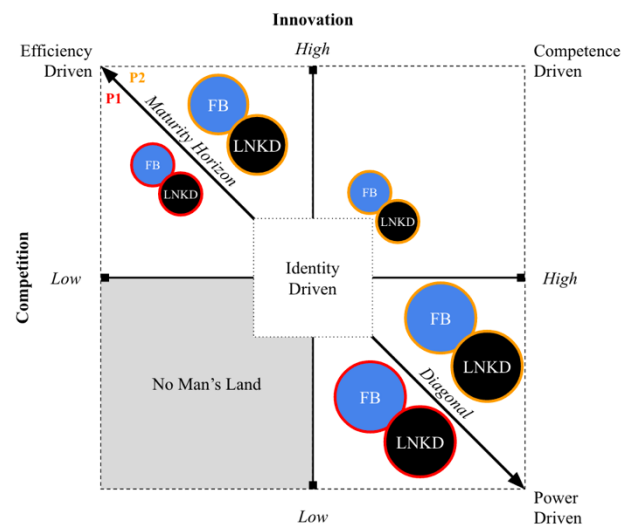 Innovation
Efficiency
Driven
High
Competence
Driven
P2
P1
Maturity Horizon
FB
LNKD
FB
LNKD
FB
LNKD
Competition
Low
Identity
Driven
High
No Man's Land
FB
LNKD
FB
LNKD
Diagonal
Low
Power
Driven